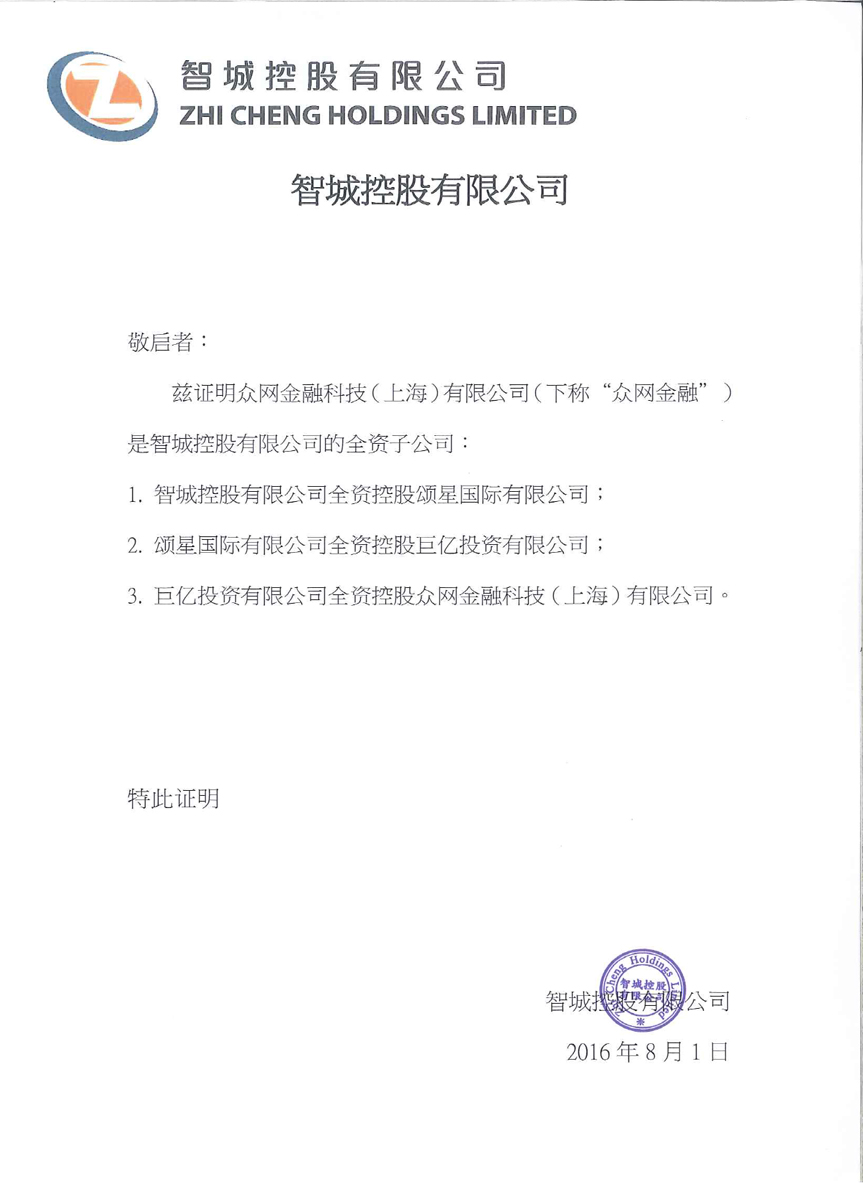 智城控股有限公司
ZHI CHENG HOLDINGS LIMITED
智城控股有限公司
敬启者：
兹证明众网金融科技（上海）有限公司（下称“众网金融”）
是智城控股有限公司的全资子公司：
1. 智城控股有限公司全资控股颂星国际有限公司；
2. 颂星国际有限公司全资控股巨亿投资有限公司；
3. 巨亿投资有限公司全资控股众网金融科技（上海）有限公司。
特此证明
Zhi Cheng Holdings Limited
智城控股
有限公司
智城控股有限公司
2016 年 8 月 1 日